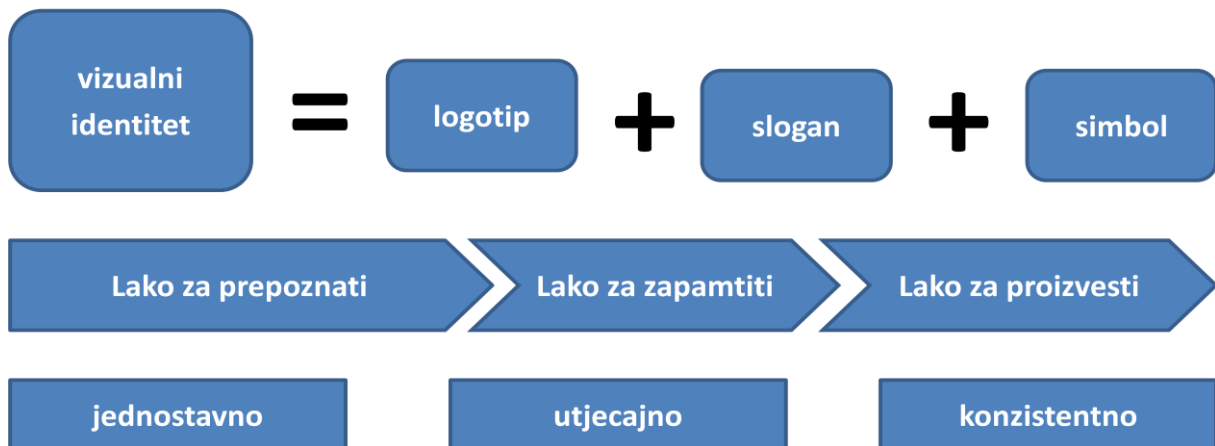 vizualni
identitet
=
logotip
+
slogan
+
simbol
Lako za prepoznati
Lako za zapamtiti
Lako za proizvesti
jednostavno
utjecajno
konzistentno